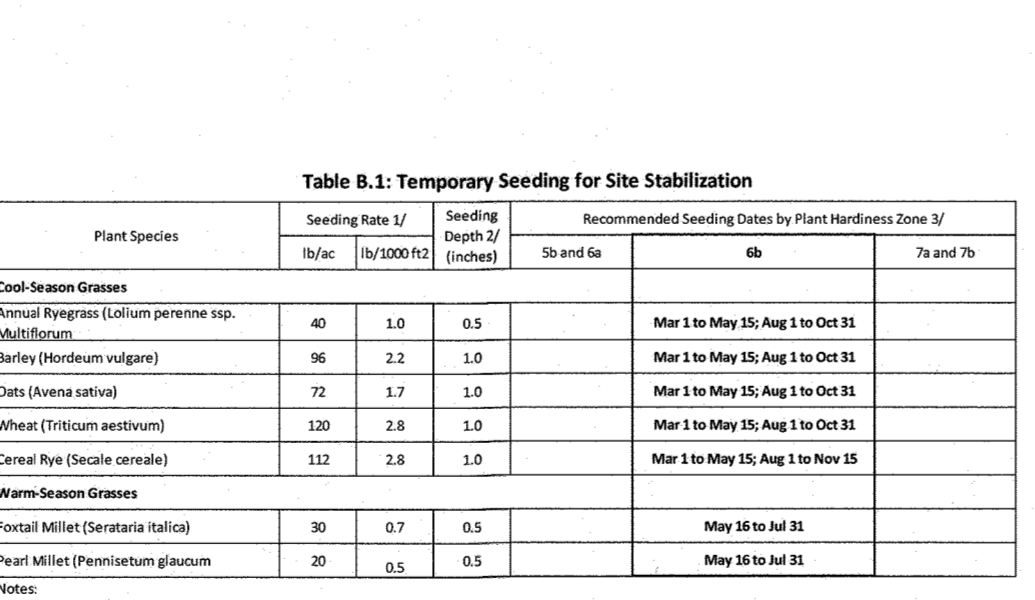 Table B.1: Temporary Seeding for Site Stabilization
Plant Species
Seeding Rate 1/
Seeding
Depth 2/
(inches)
Recommended Seeding Dates by Plant Hardiness Zone 3/
lb/ac
lb/1000 ft2
5b and 6a
6b
7a and 7b
Cool-Season Grasses
Annual Ryegrass (Lolium perenne ssp.
Multiflorum
40
1.0
0.5
Mar 1 to May 15; Aug 1 to Oct 31
Barley (Hordeum vulgare)
96
2.2
1.0
Mar 1 to May 15; Aug 1 to Oct 31
Oats (Avena sativa)
72
1.7
1.0
Mar 1 to May 15; Aug 1 to Oct 31
Wheat (Triticum aestivum)
120
2.8
1.0
Mar 1 to May 15; Aug 1 to Oct 31
Cereal Rye (Secale cereale)
112
2.8
1.0
Mar 1 to May 15; Aug 1 to Nov 15
Warm-Season Grasses
Foxtail Millet (Serataria italica)
30
0.7
0.5
May 16 to Jul 31
Pearl Millet (Pennisetum glaucum
20
0.5
0.5
May 16 to Jul 31
Notes: